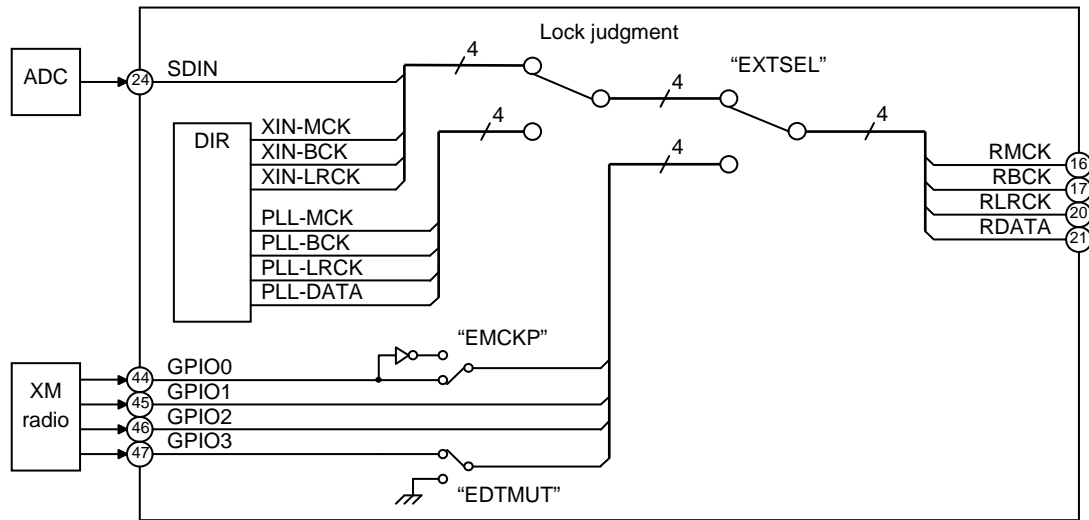 Lock judgment
4
"EXTSEL"
ADC
24
SDIN
4
4
4
DIR
XIN-MCK
XIN-BCK
XIN-LRCK
4
RMCK
16
RBCK
17
RLRCK
20
RDATA
21
PLL-MCK
PLL-BCK
PLL-LRCK
PLL-DATA
"EMCKP"
XM
radio
44
GPIO0
45
GPIO1
46
GPIO2
47
GPIO3
"EDTMUT"